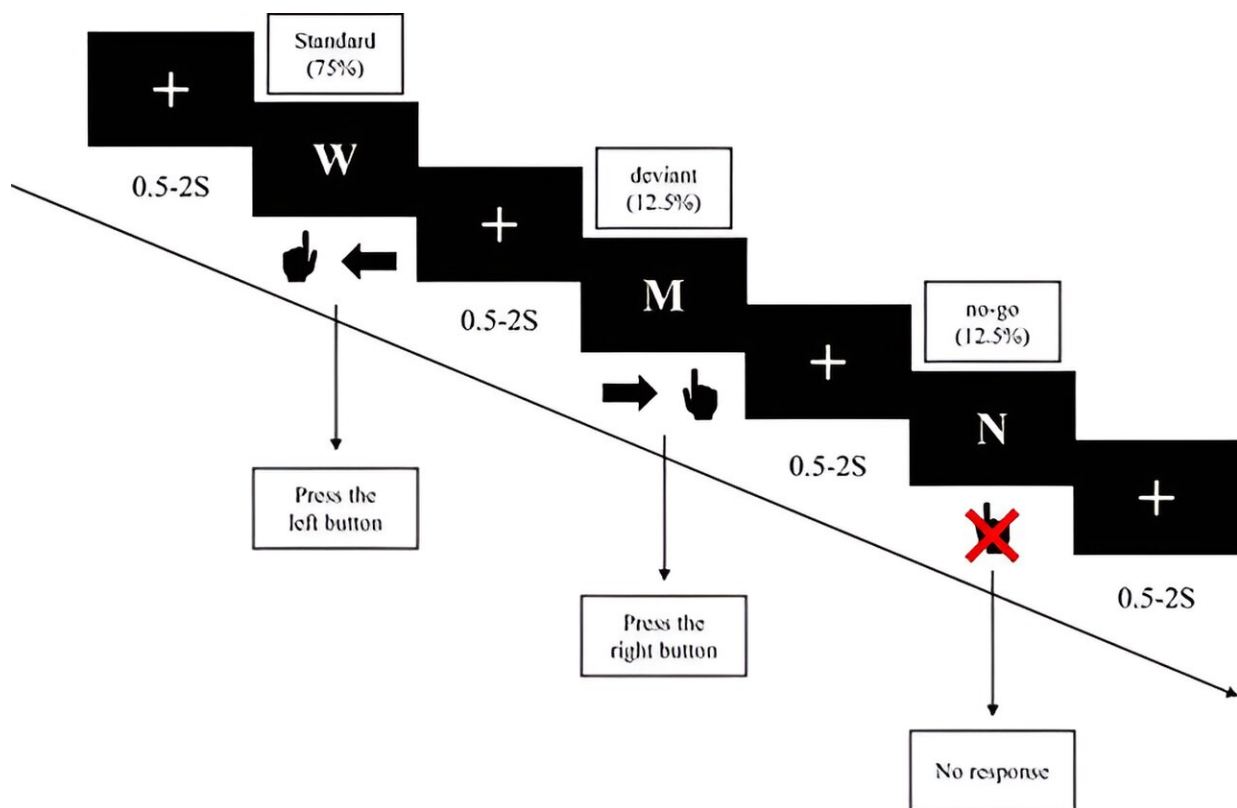 Standard
(75%)
W
0.5-2S
deviant
(12.5%)
M
0.5-2S
no-go
(12.5%)
N
0.5-2S
0.5-2S
Press the
left button
Press the
right button
No response